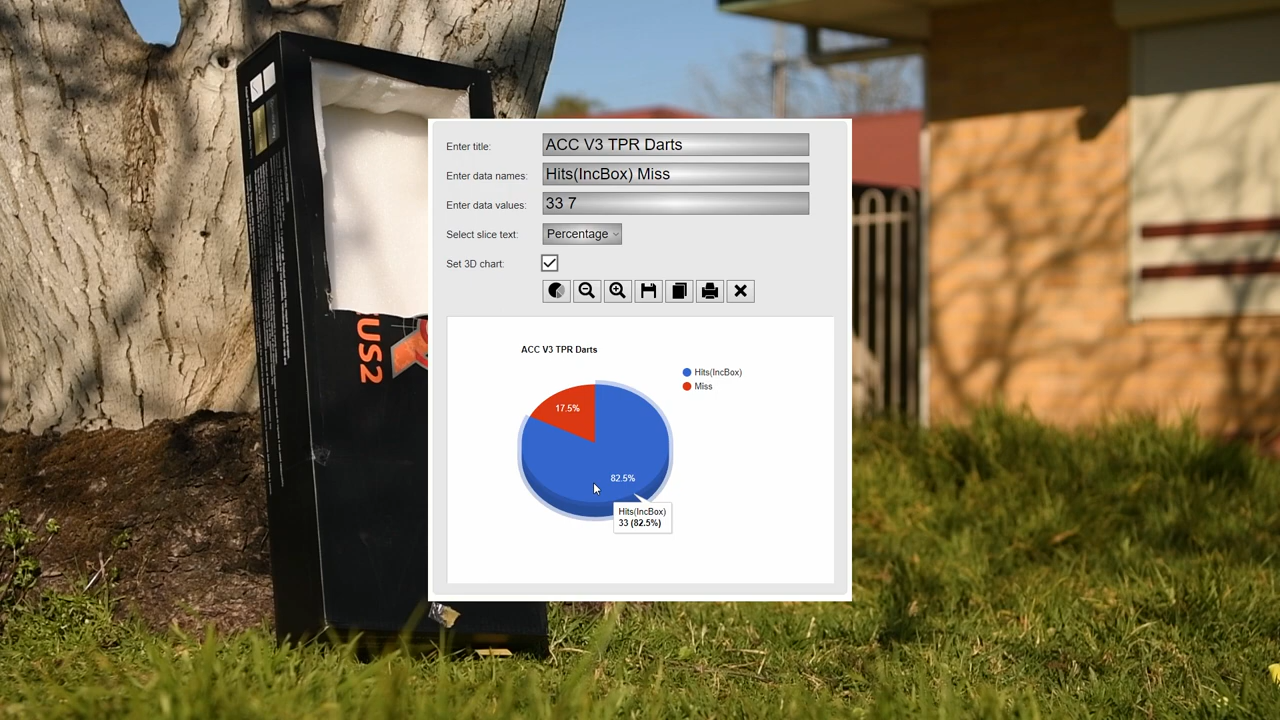 Enter title:
ACC V3 TPR Darts
Enter data names:
Hits(IncBox) Miss
Enter data values:
33 7
Select slice text:
Percentage
Set 3D chart:
ACC V3 TPR Darts
Hits(IncBox)
Miss
17.5%
82.5%
Hits(IncBox)
33 (82.5%)
US2